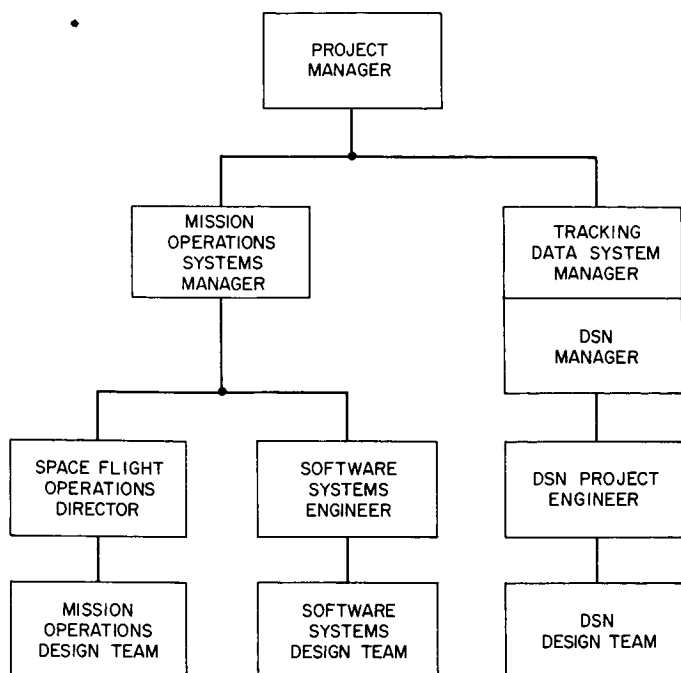 PROJECT
MANAGER
MISSION
OPERATIONS
SYSTEMS
MANAGER
TRACKING
DATA SYSTEM
MANAGER
DSN
MANAGER
SPACE FLIGHT
OPERATIONS
DIRECTOR
SOFTWARE
SYSTEMS
ENGINEER
DSN PROJECT
ENGINEER
MISSION
OPERATIONS
DESIGN TEAM
SOFTWARE
SYSTEMS
DESIGN TEAM
DSN
DESIGN TEAM